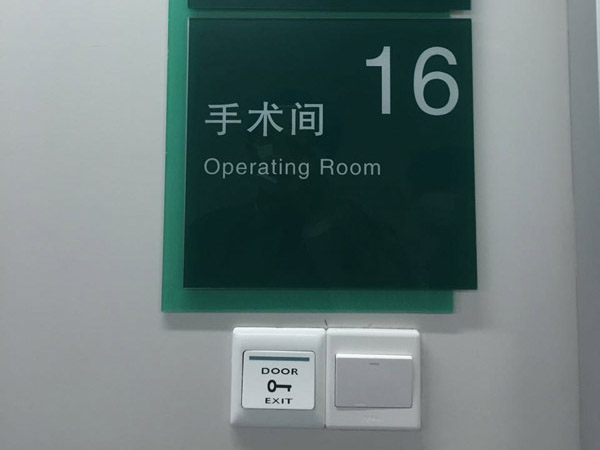 16
手术间
Operating Room
DOOR
EXIT